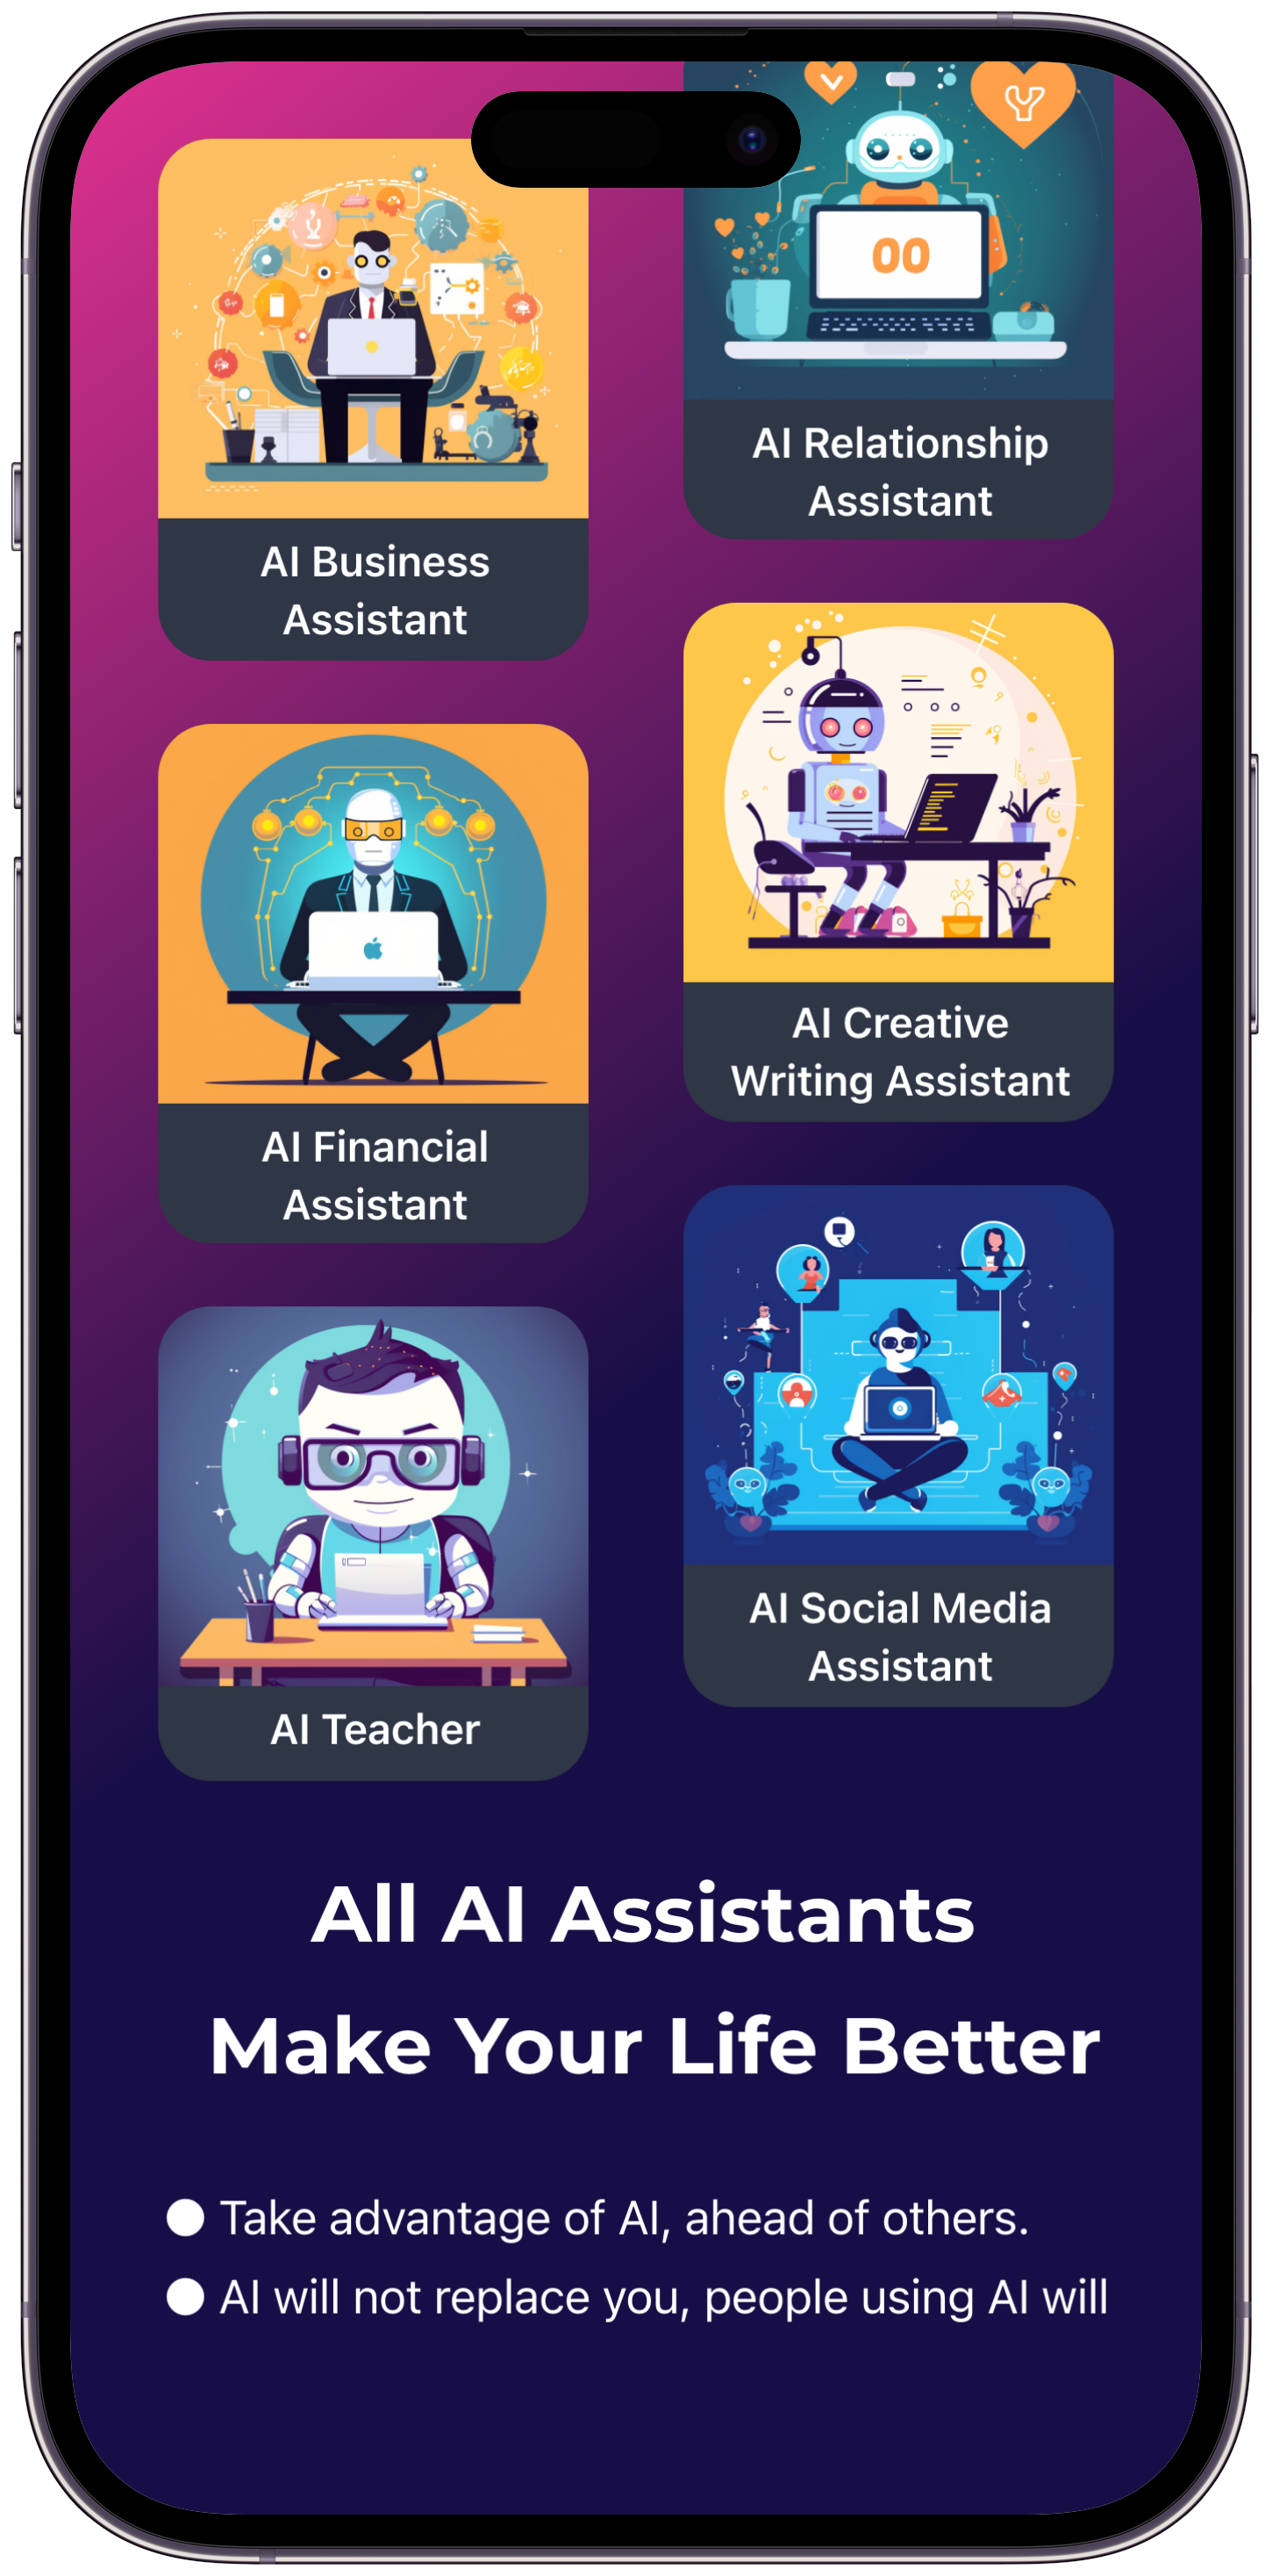 AI Business
Assistant
00
AI Relationship
Assistant
AI Financial
Assistant
AI Creative
Writing Assistant
AI Teacher
AI Social Media
Assistant
All AI Assistants
Make Your Life Better
● Take advantage of AI, ahead of others.
● AI will not replace you, people using AI will